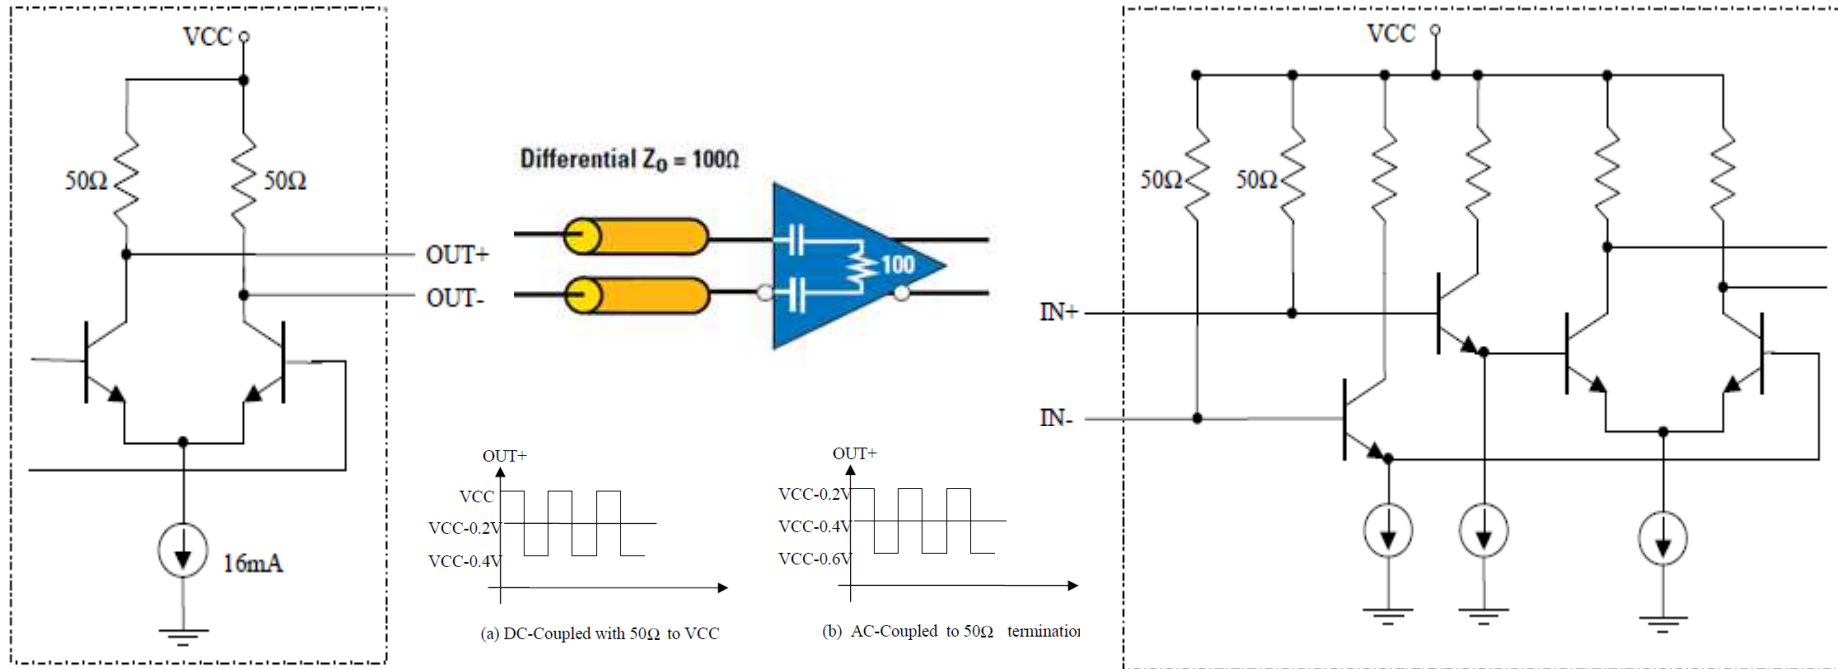 VCC
50Ω
50Ω
OUT+
OUT-
16mA
Differential Z0 = 100Ω
100
OUT+
VCC
VCC-0.2V
VCC-0.4V
(a) DC-Coupled with 50Ω to VCC
OUT+
VCC-0.2V
VCC-0.4V
VCC-0.6V
(b) AC-Coupled to 50Ω termination
VCC
50Ω
50Ω
IN+
IN-